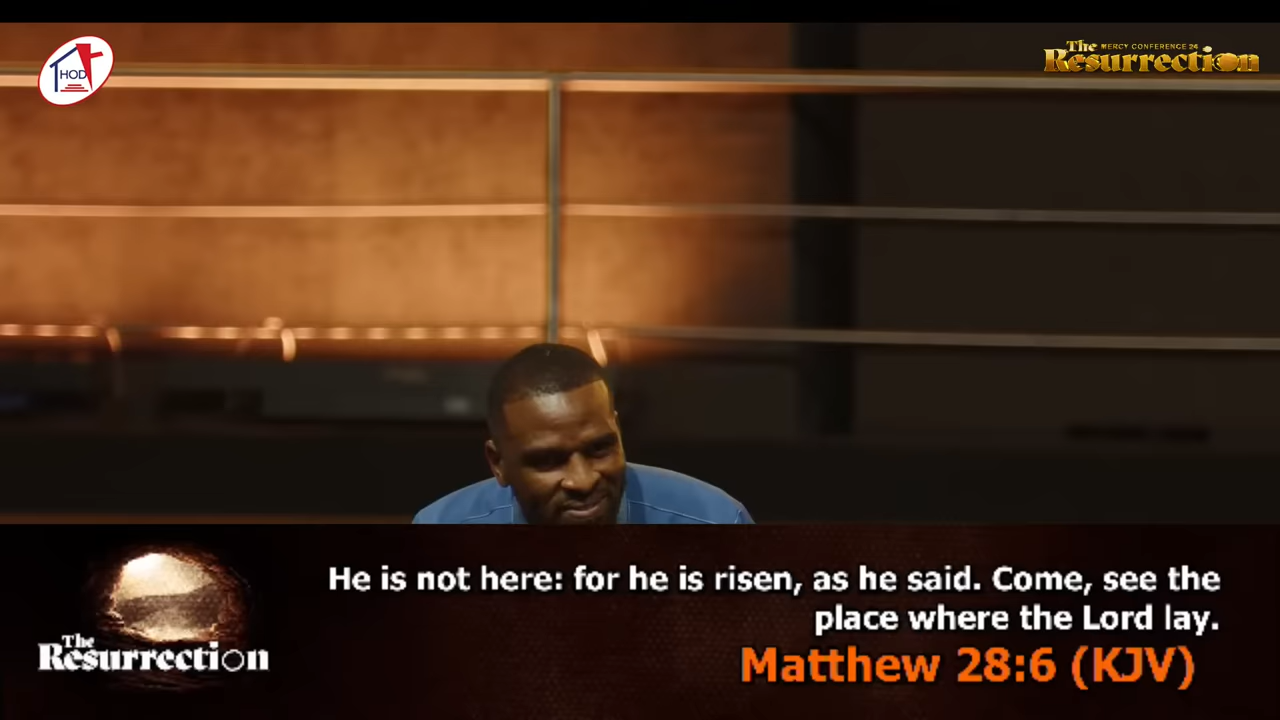 HOD
The MERCY CONFERENCE 24
Resurrection
He is not here: for he is risen, as he said. Come, see the
place where the Lord lay.
Matthew 28:6 (KJV)
The
Resurrection